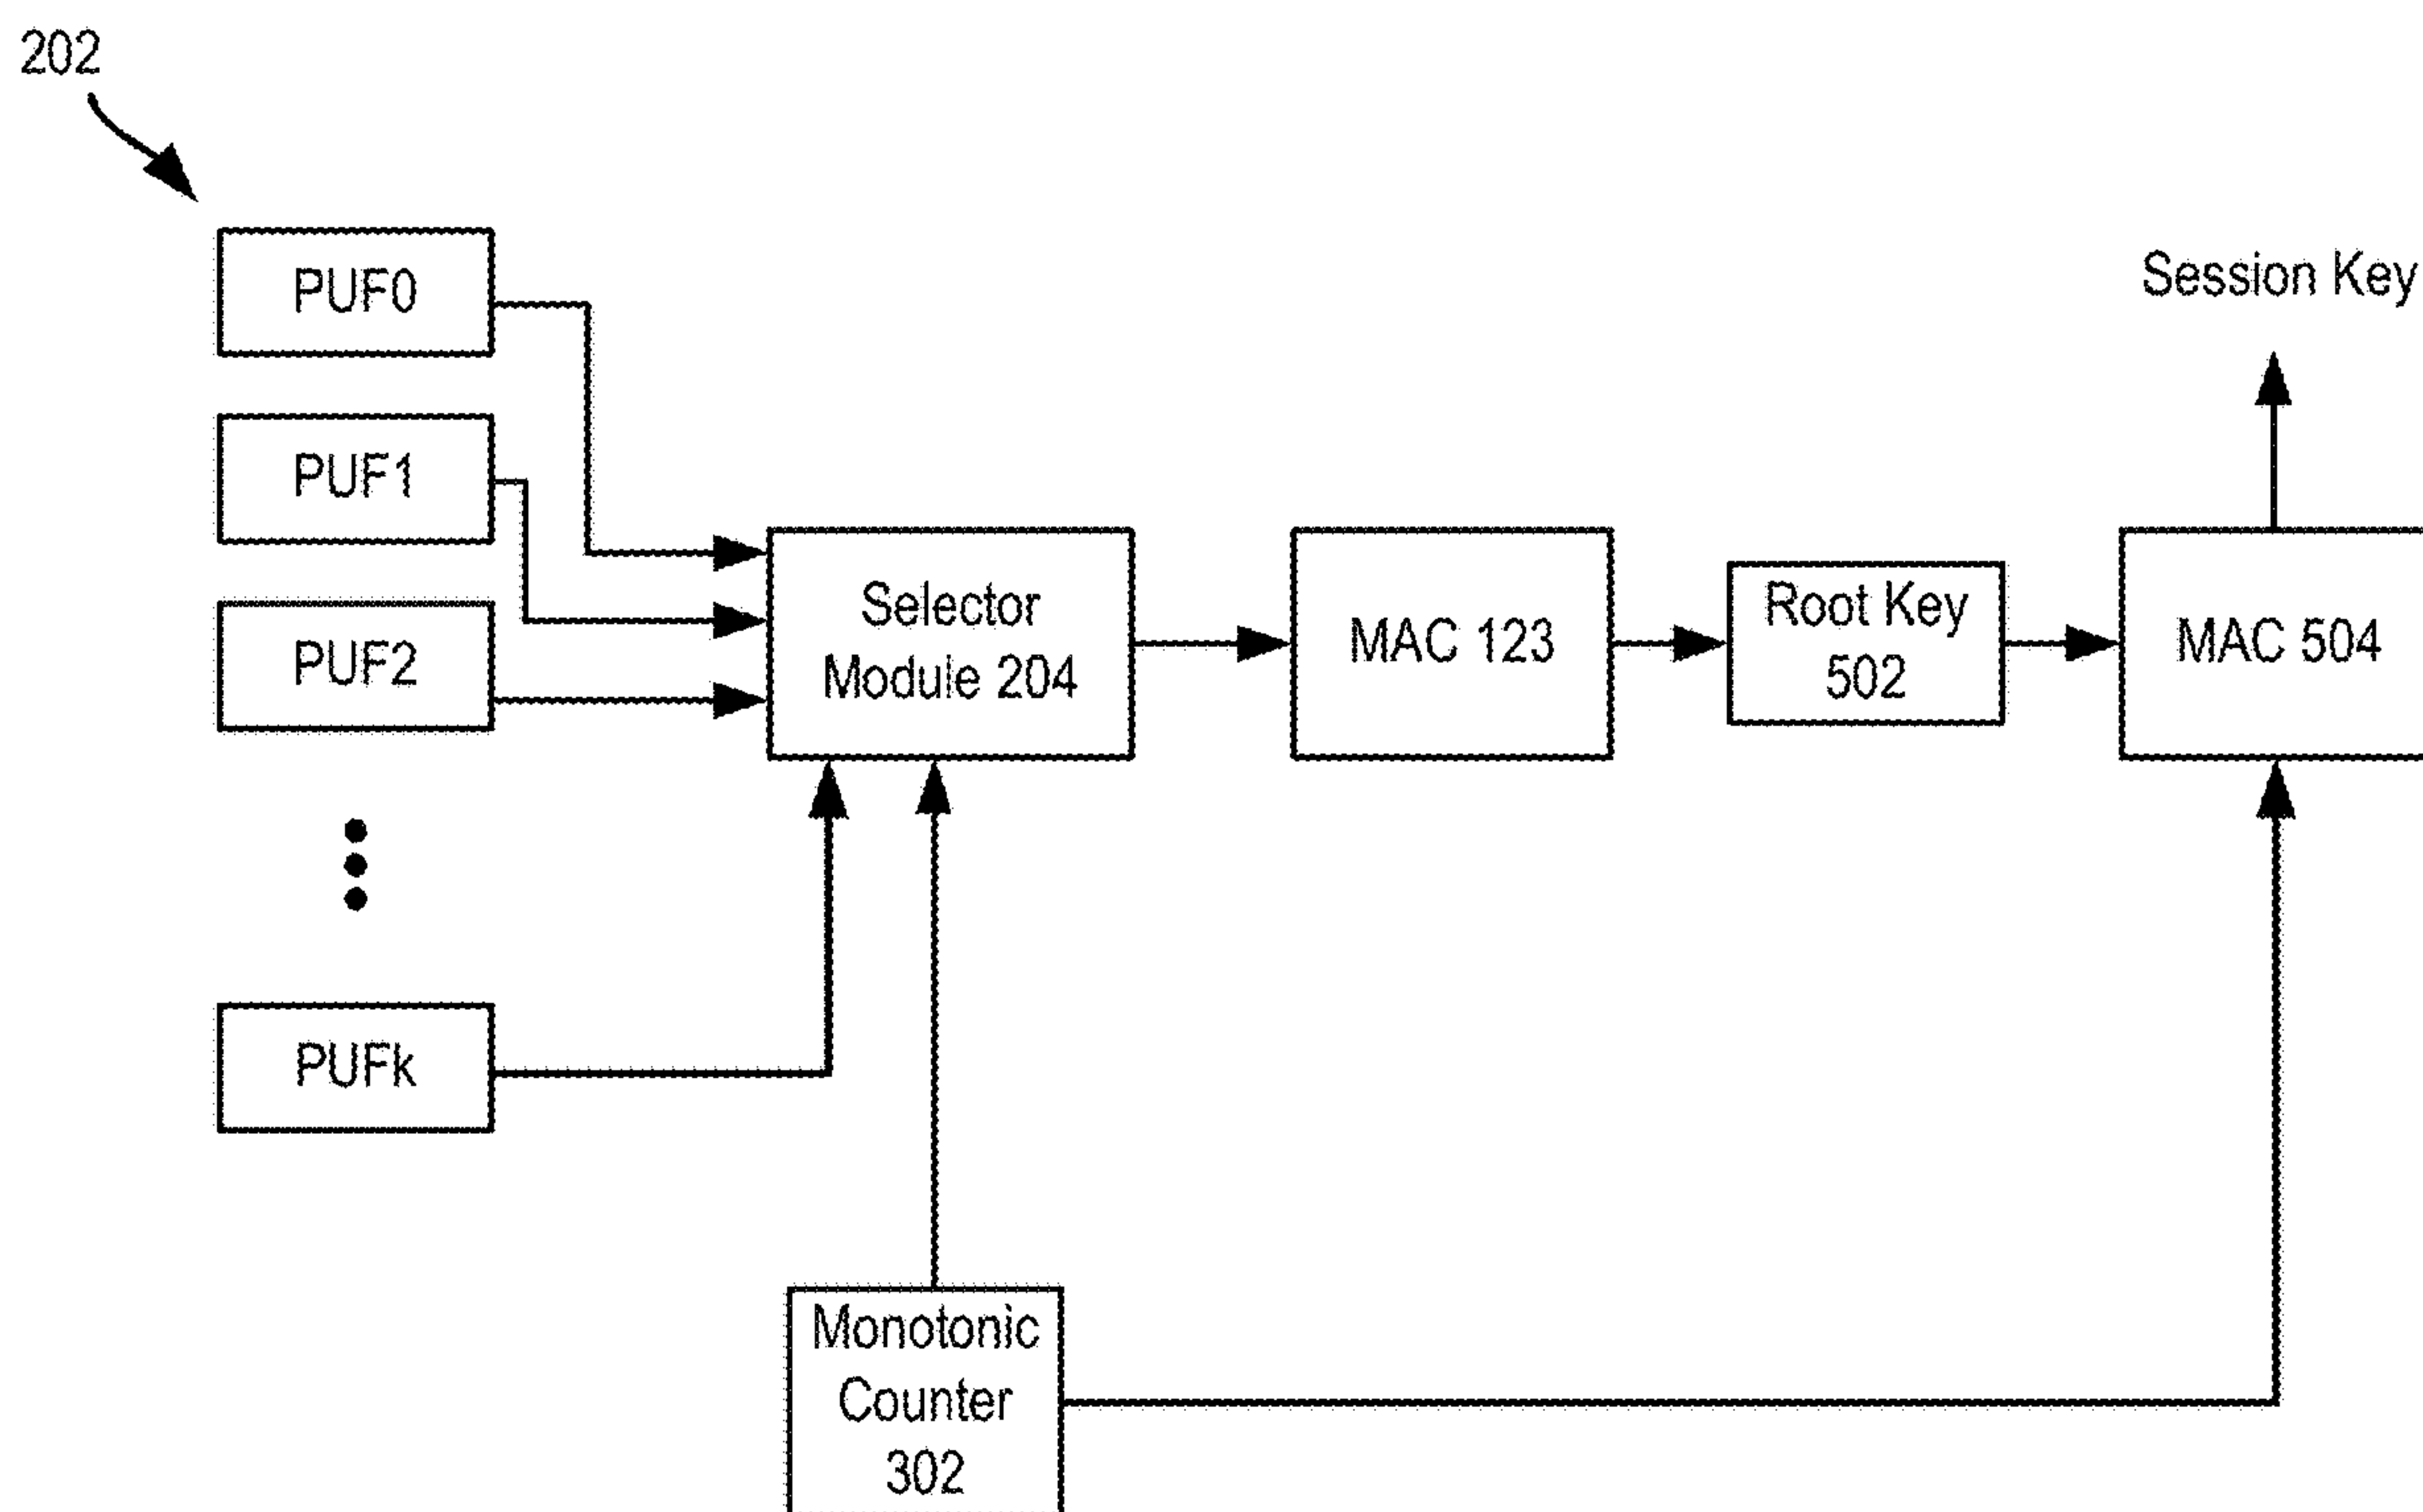 202
PUF0
PUF1
PUF2
PUFk
Selector
Module 204
MAC 123
Root Key
502
MAC 504
Session Key
Monotonic
Counter
302